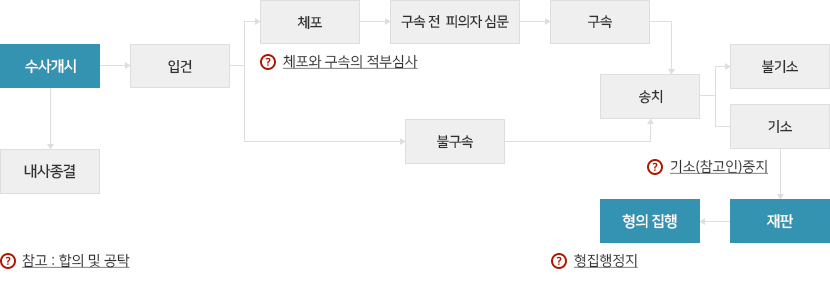 체포
구속 전 피의자 심문
구속
수사개시
입건
? 체포와 구속의 적부심사
불기소
송치
기소
불구속
내사종결
? 기소(참고인)중지
형의 집행
재판
? 참고 : 합의 및 공탁
? 형집행정지